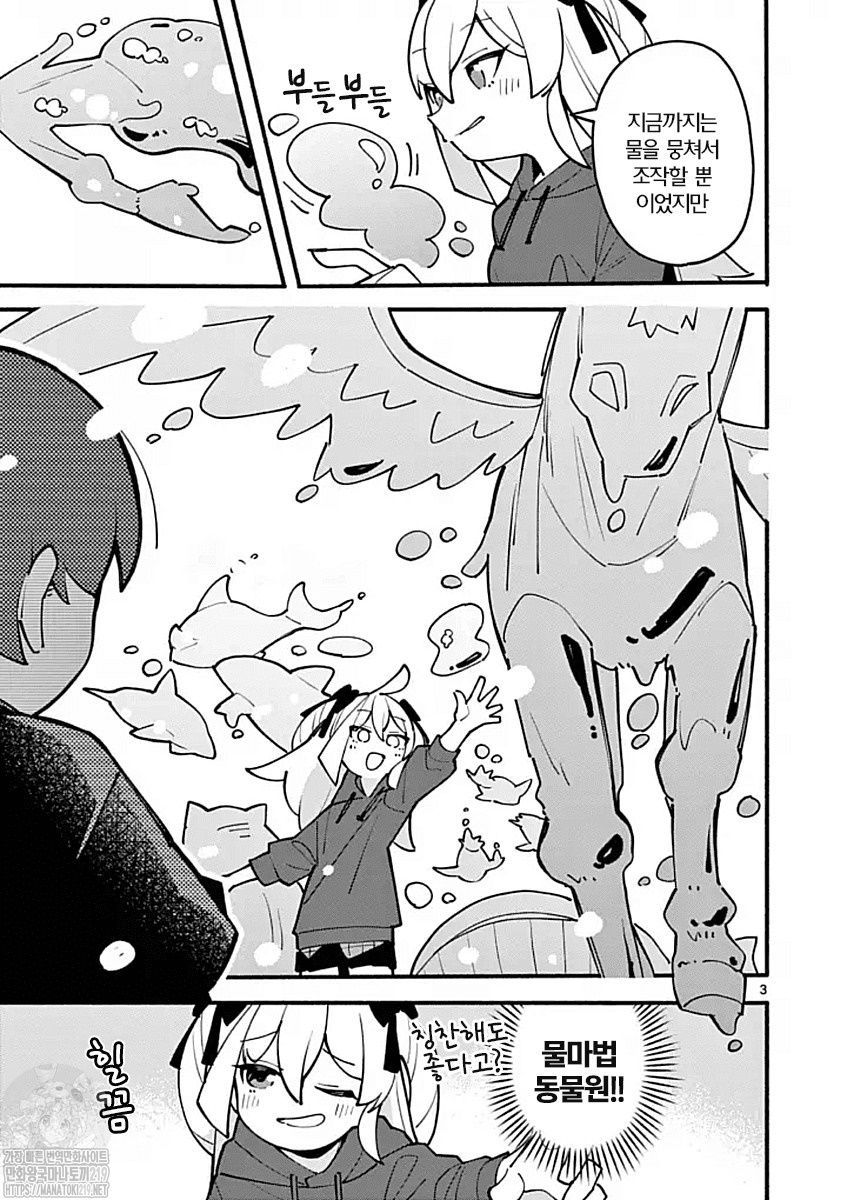 지금까지는
물을 뭉쳐서
조작할 뿐
이었지만
부들부들
3
물마법
동물원!!
칭찬해도
좋다고?
힐
끔
가장 빠른 번역만화사이트
만화왕국마나토끼219
HTTPS://MANATOKI219.NET